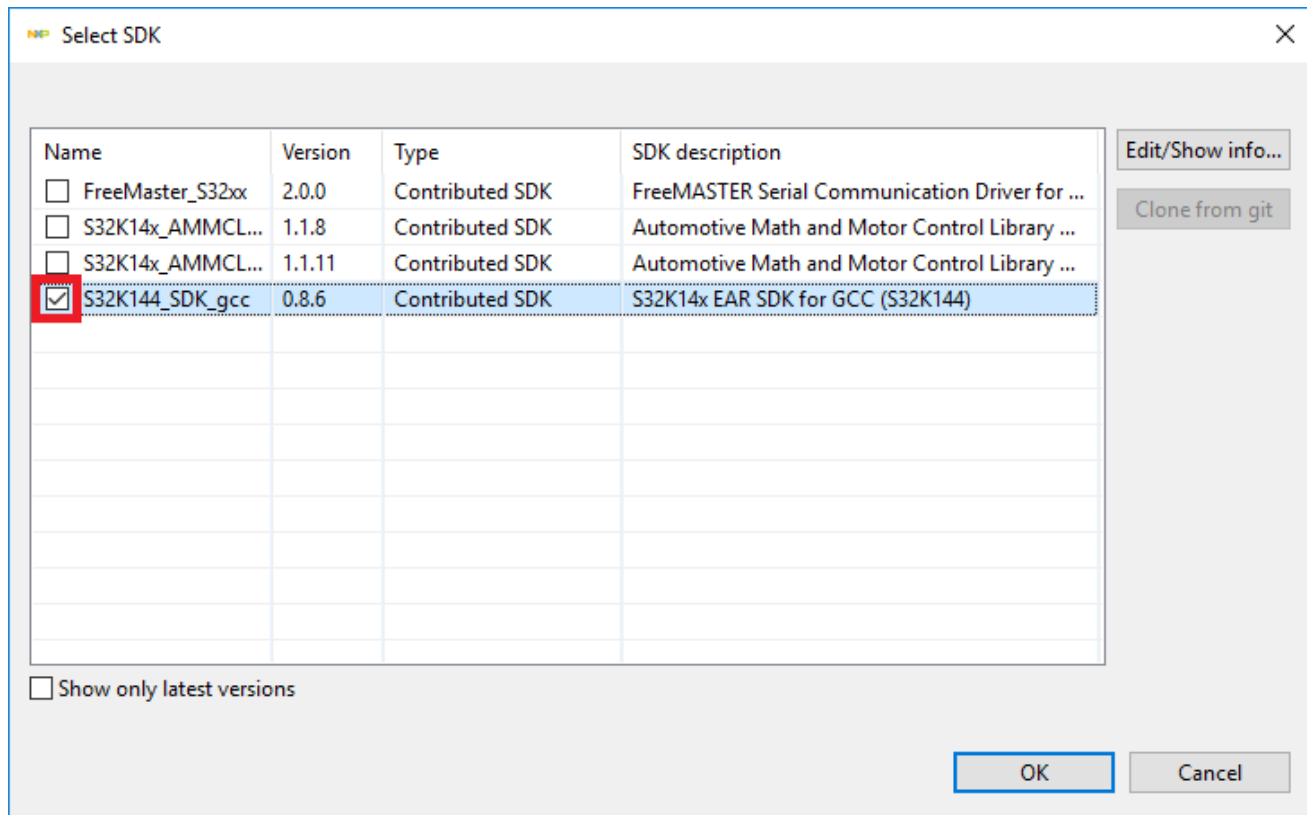 NXP Select SDK
Name Version Type SDK description Edit/Show info...
FreeMaster_S32xx 2.0.0 Contributed SDK FreeMASTER Serial Communication Driver for ...
Clone from git
S32K14x_AMMCL... 1.1.8 Contributed SDK Automotive Math and Motor Control Library ...
S32K14x_AMMCL... 1.1.11 Contributed SDK Automotive Math and Motor Control Library ...
S32K144_SDK_gcc 0.8.6 Contributed SDK S32K14x EAR SDK for GCC (S32K144)
Show only latest versions
OK Cancel